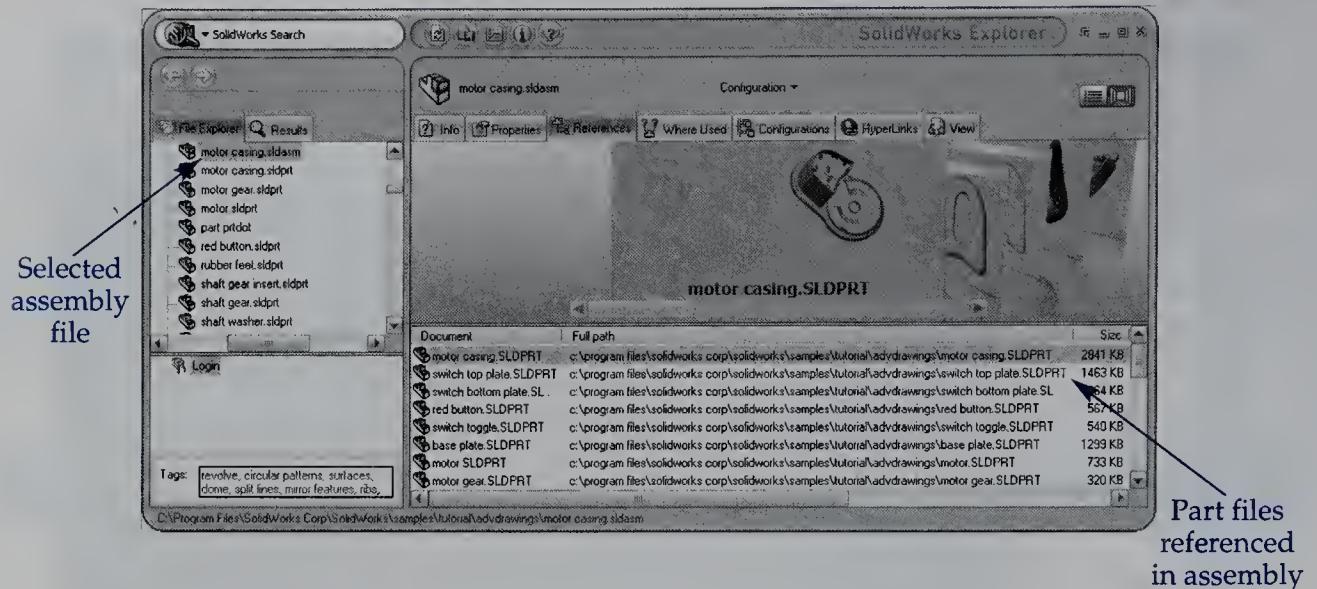 SolidWorks Search
SolidWorks Explorer
motor casing.sldasm
Configuration
File Explorer
Results
Info
Properties
References
Where Used
Configurations
HyperLinks
View
motor casing.sldasm
motor casing.sldprt
motor gear.sldprt
motor sldprt
part prtdot
red button.sldprt
rubber feet.sldprt
shaft gear insert.sldprt
shaft gear.sldprt
shaft washer.sldprt
Selected
assembly
file
motor casing.SLDPRT
Login
Tags: revolve, circular patterns, surfaces,
dome, split lines, mirror features, ribs,
Document Full path Size
motor casing.SLDPRT c:\program files\solidworks corp\solidworks\samples\tutorial\advdrawings\motor casing.SLDPRT 2841 KB
switch top plate.SLDPRT c:\program files\solidworks corp\solidworks\samples\tutorial\advdrawings\switch top plate.SLDPRT 1463 KB
switch bottom plate.SL. c:\program files\solidworks corp\solidworks\samples\tutorial\advdrawings\switch bottom plate.SL KB
red button.SLDPRT c:\program files\solidworks corp\solidworks\samples\tutorial\advdrawings\red button.SLDPRT 567 KB
switch toggle.SLDPRT c:\program files\solidworks corp\solidworks\samples\tutorial\advdrawings\switch toggle.SLDPRT 540 KB
base plate.SLDPRT c:\program files\solidworks corp\solidworks\samples\tutorial\advdrawings\base plate.SLDPRT 1299 KB
motor SLDPRT c:\program files\solidworks corp\solidworks\samples\tutorial\advdrawings\motor.SLDPRT 733 KB
motor gear.SLDPRT c:\program files\solidworks corp\solidworks\samples\tutorial\advdrawings\motor gear.SLDPRT 320 KB
C:\Program Files\SolidWorks Corp\SolidWorks\samples\tutorial\advdrawings\motor casing.sldasm
Part files
referenced
in assembly